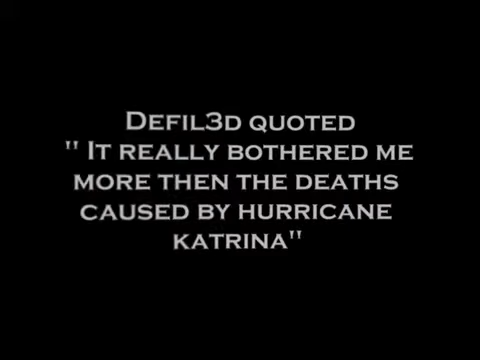 Defil3d quoted
" It really bothered me
more then the deaths
caused by hurricane
katrina"